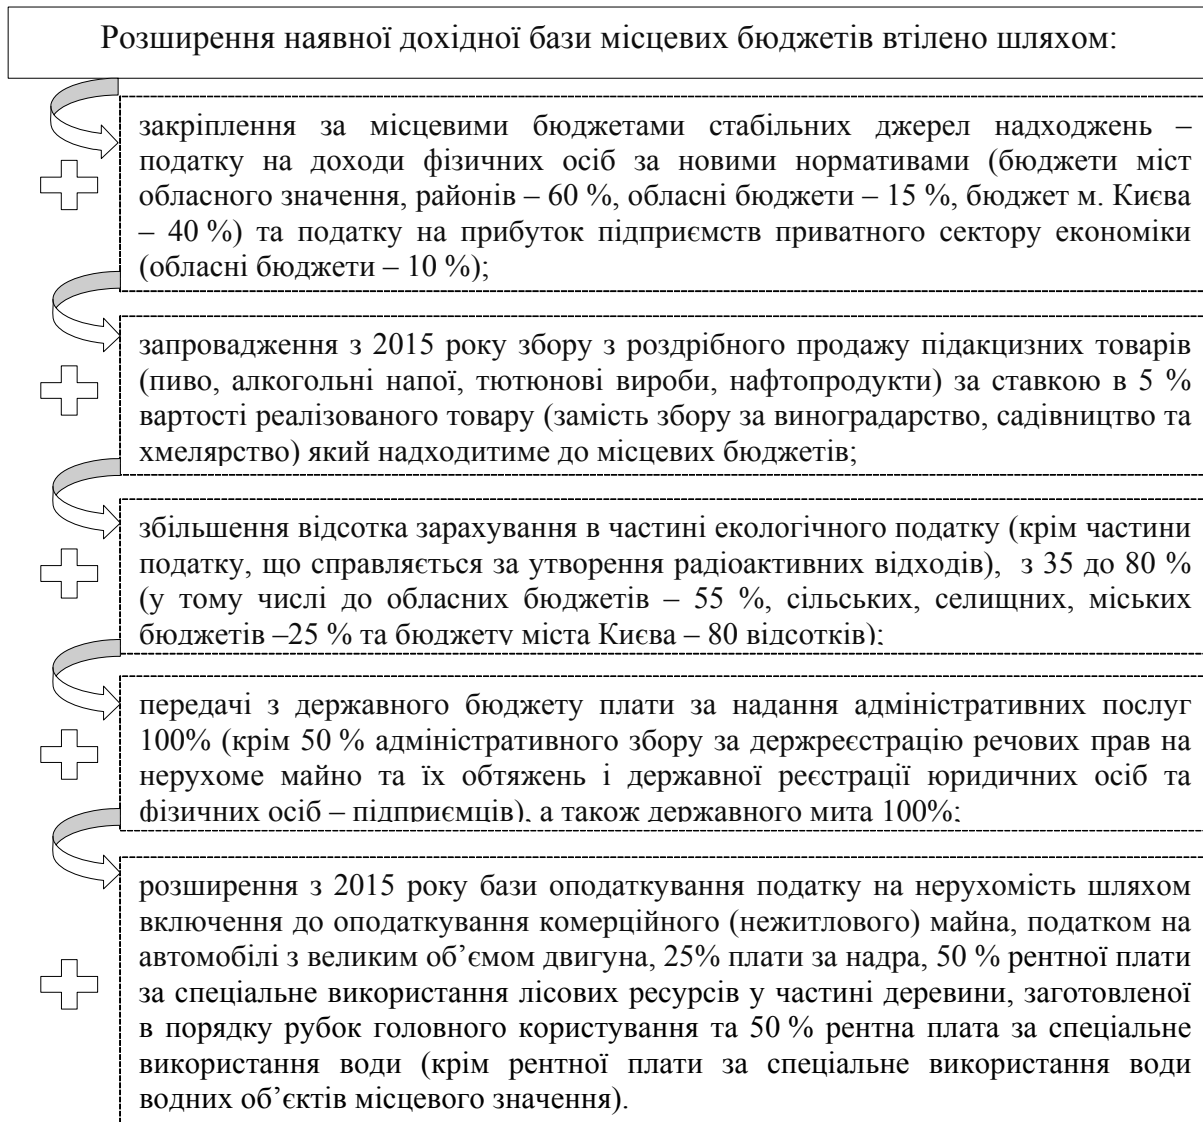 Розширення наявної дохідної бази місцевих бюджетів втілено шляхом:
закріплення за місцевими бюджетами стабільних джерел надходжень –
податку на доходи фізичних осіб за новими нормативами (бюджети міст
обласного значення, районів – 60 %, обласні бюджети – 15 %, бюджет м. Києва
– 40 %) та податку на прибуток підприємств приватного сектору економіки
(обласні бюджети – 10 %);
запровадження з 2015 року збору з роздрібного продажу підакцизних товарів
(пиво, алкогольні напої, тютюнові вироби, нафтопродукти) за ставкою в 5 %
вартості реалізованого товару (замість збору за виноградарство, садівництво та
хмелярство) який надходитиме до місцевих бюджетів;
збільшення відсотка зарахування в частині екологічного податку (крім частини
податку, що справляється за утворення радіоактивних відходів), з 35 до 80 %
(у тому числі до обласних бюджетів – 55 %, сільських, селищних, міських
бюджетів –25 % та бюджету міста Києва – 80 відсотків);
передачі з державного бюджету плати за надання адміністративних послуг
100% (крім 50 % адміністративного збору за держреєстрацію речових прав на
нерухоме майно та їх обтяжень і державної реєстрації юридичних осіб та
фізичних осіб – підприємців), а також державного мита 100%;
розширення з 2015 року бази оподаткування податку на нерухомість шляхом
включення до оподаткування комерційного (нежитлового) майна, податком на
автомобілі з великим об’ємом двигуна, 25% плати за надра, 50 % рентної плати
за спеціальне використання лісових ресурсів у частині деревини, заготовленої
в порядку рубок головного користування та 50 % рентна плата за спеціальне
використання води (крім рентної плати за спеціальне використання води
водних об’єктів місцевого значення).